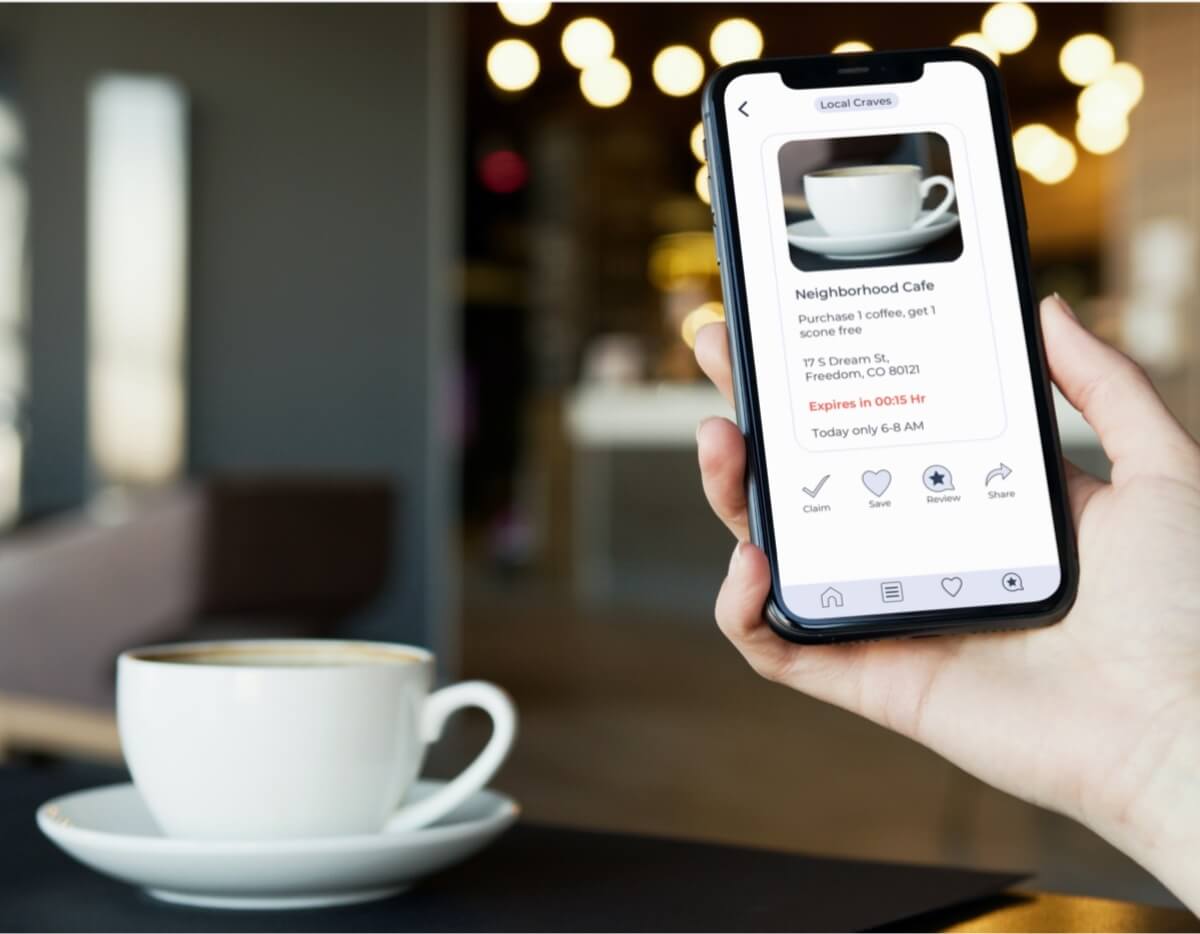 Local Craves
Neighborhood Cafe
Purchase 1 coffee, get 1
scone free
17 S Dream St,
Freedom, CO 80121
Expires in 00:15 Hr
Today only 6-8 AM
Claim
Save
Review
Share